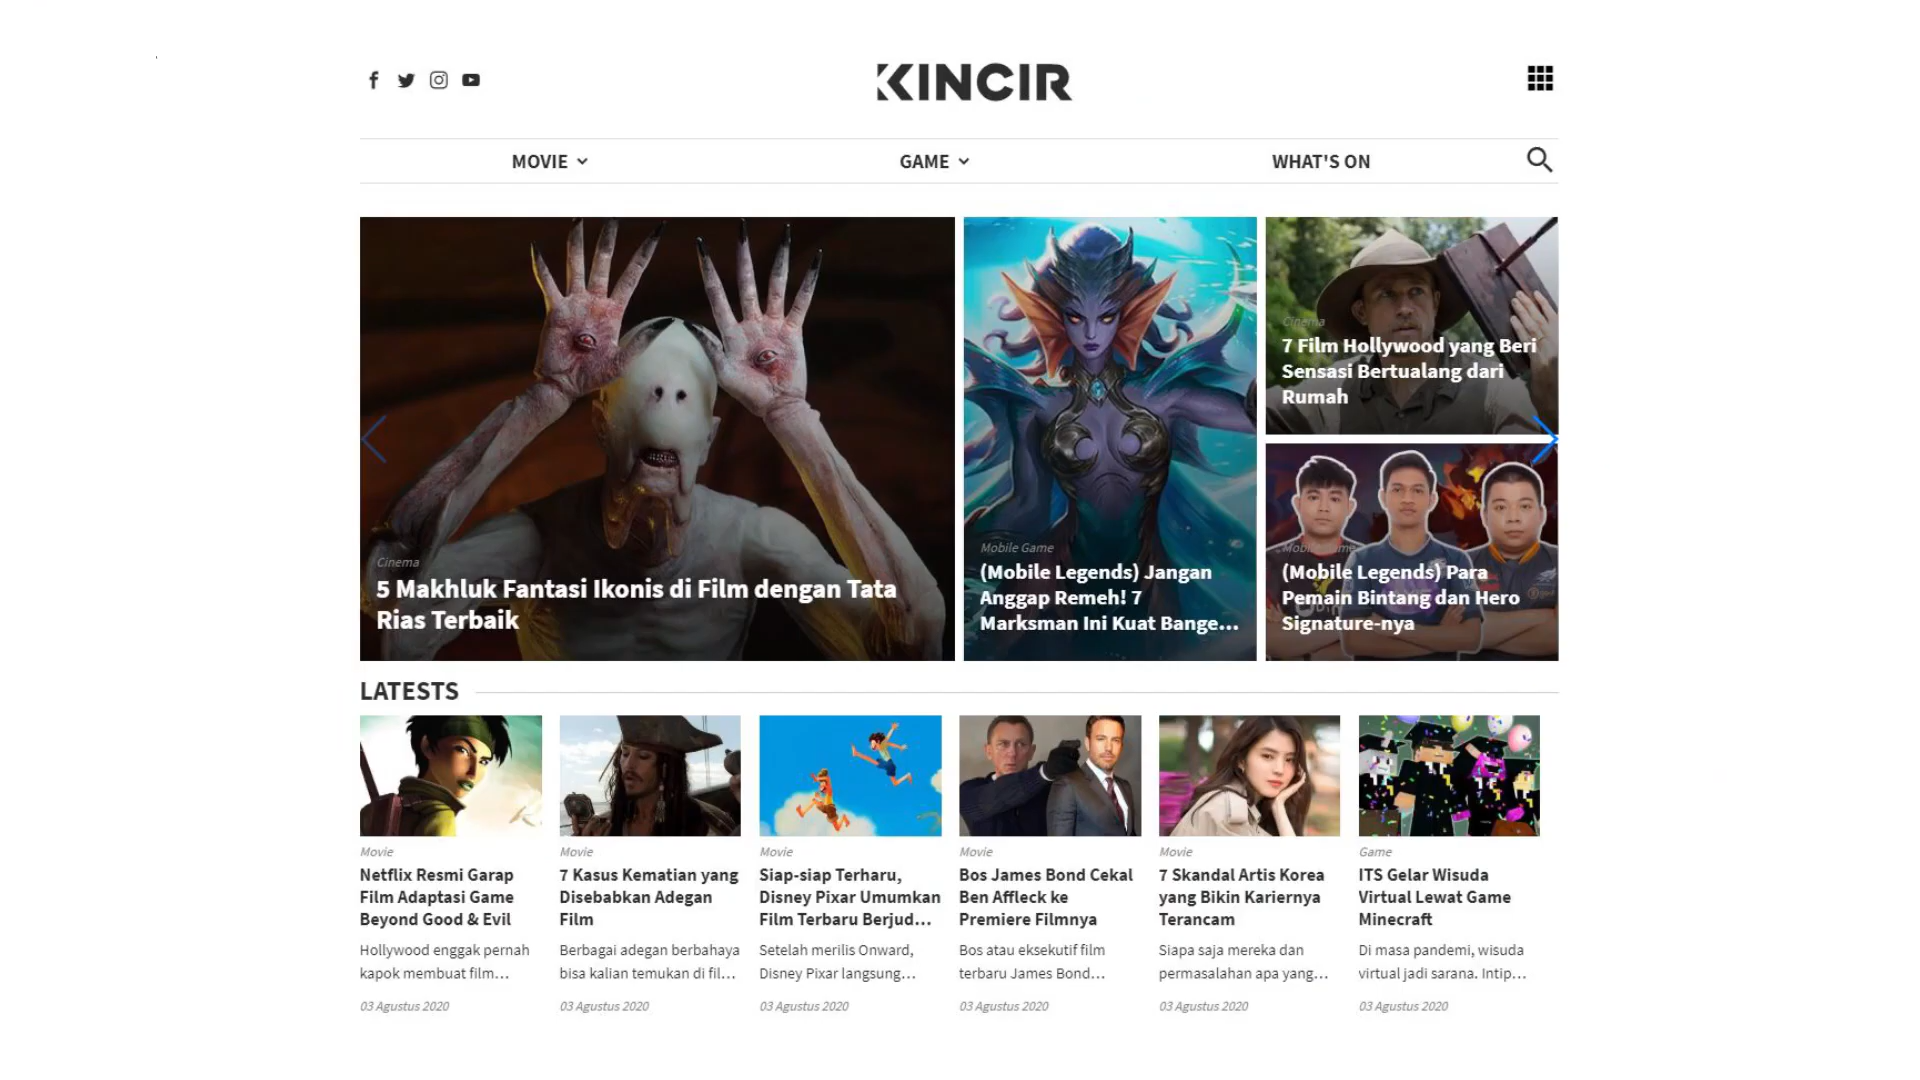 KINCIR
MOVIE
GAME
WHAT'S ON
Cinema
5 Makhluk Fantasi Ikonis di Film dengan Tata
Rias Terbaik
Mobile Game
(Mobile Legends) Jangan
Anggap Remeh! 7
Marksman Ini Kuat Bange...
Cinema
7 Film Hollywood yang Beri
Sensasi Bertualang dari
Rumah
Mobile Game
(Mobile Legends) Para
Pemain Bintang dan Hero
Signature-nya
LATESTS
Movie
Netflix Resmi Garap
Film Adaptasi Game
Beyond Good & Evil
Hollywood enggak pernah
kapok membuat film...
03 Agustus 2020
Movie
7 Kasus Kematian yang
Disebabkan Adegan
Film
Berbagai adegan berbahaya
bisa kalian temukan di fil...
03 Agustus 2020
Movie
Siap-siap Terharu,
Disney Pixar Umumkan
Film Terbaru Berjud...
Setelah merilis Onward,
Disney Pixar langsung...
03 Agustus 2020
Movie
Bos James Bond Cekal
Ben Affleck ke
Premiere Filmnya
Bos atau eksekutif film
terbaru James Bond...
03 Agustus 2020
Movie
7 Skandal Artis Korea
yang Bikin Kariernya
Terancam
Siapa saja mereka dan
permasalahan apa yang...
03 Agustus 2020
Game
ITS Gelar Wisuda
Virtual Lewat Game
Minecraft
Di masa pandemi, wisuda
virtual jadi sarana. Intip...
03 Agustus 2020